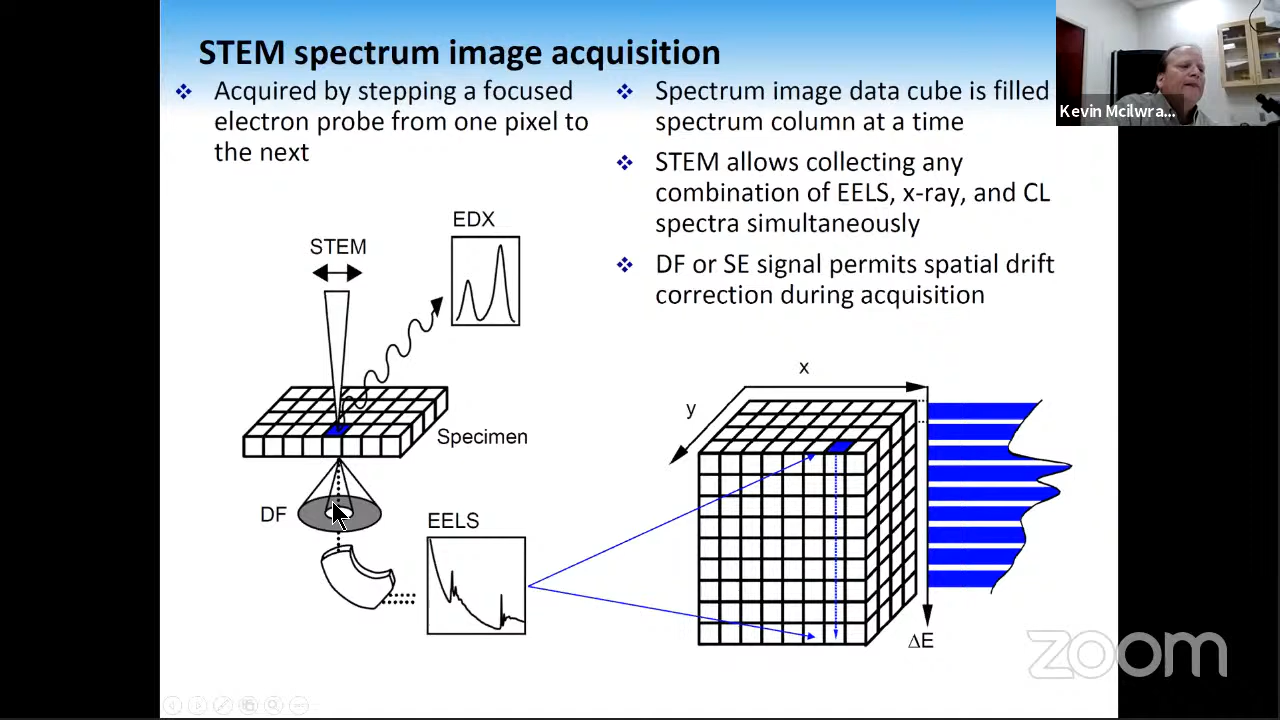 STEM spectrum image acquisition
❖ Acquired by stepping a focused
electron probe from one pixel to
the next
❖ Spectrum image data cube is filled
spectrum column at a time
❖ STEM allows collecting any
combination of EELS, x-ray, and CL
spectra simultaneously
❖ DF or SE signal permits spatial drift
correction during acquisition
Kevin Mcilwra...
EDX
STEM
Specimen
DF
EELS
x
y
ΔE
zoom